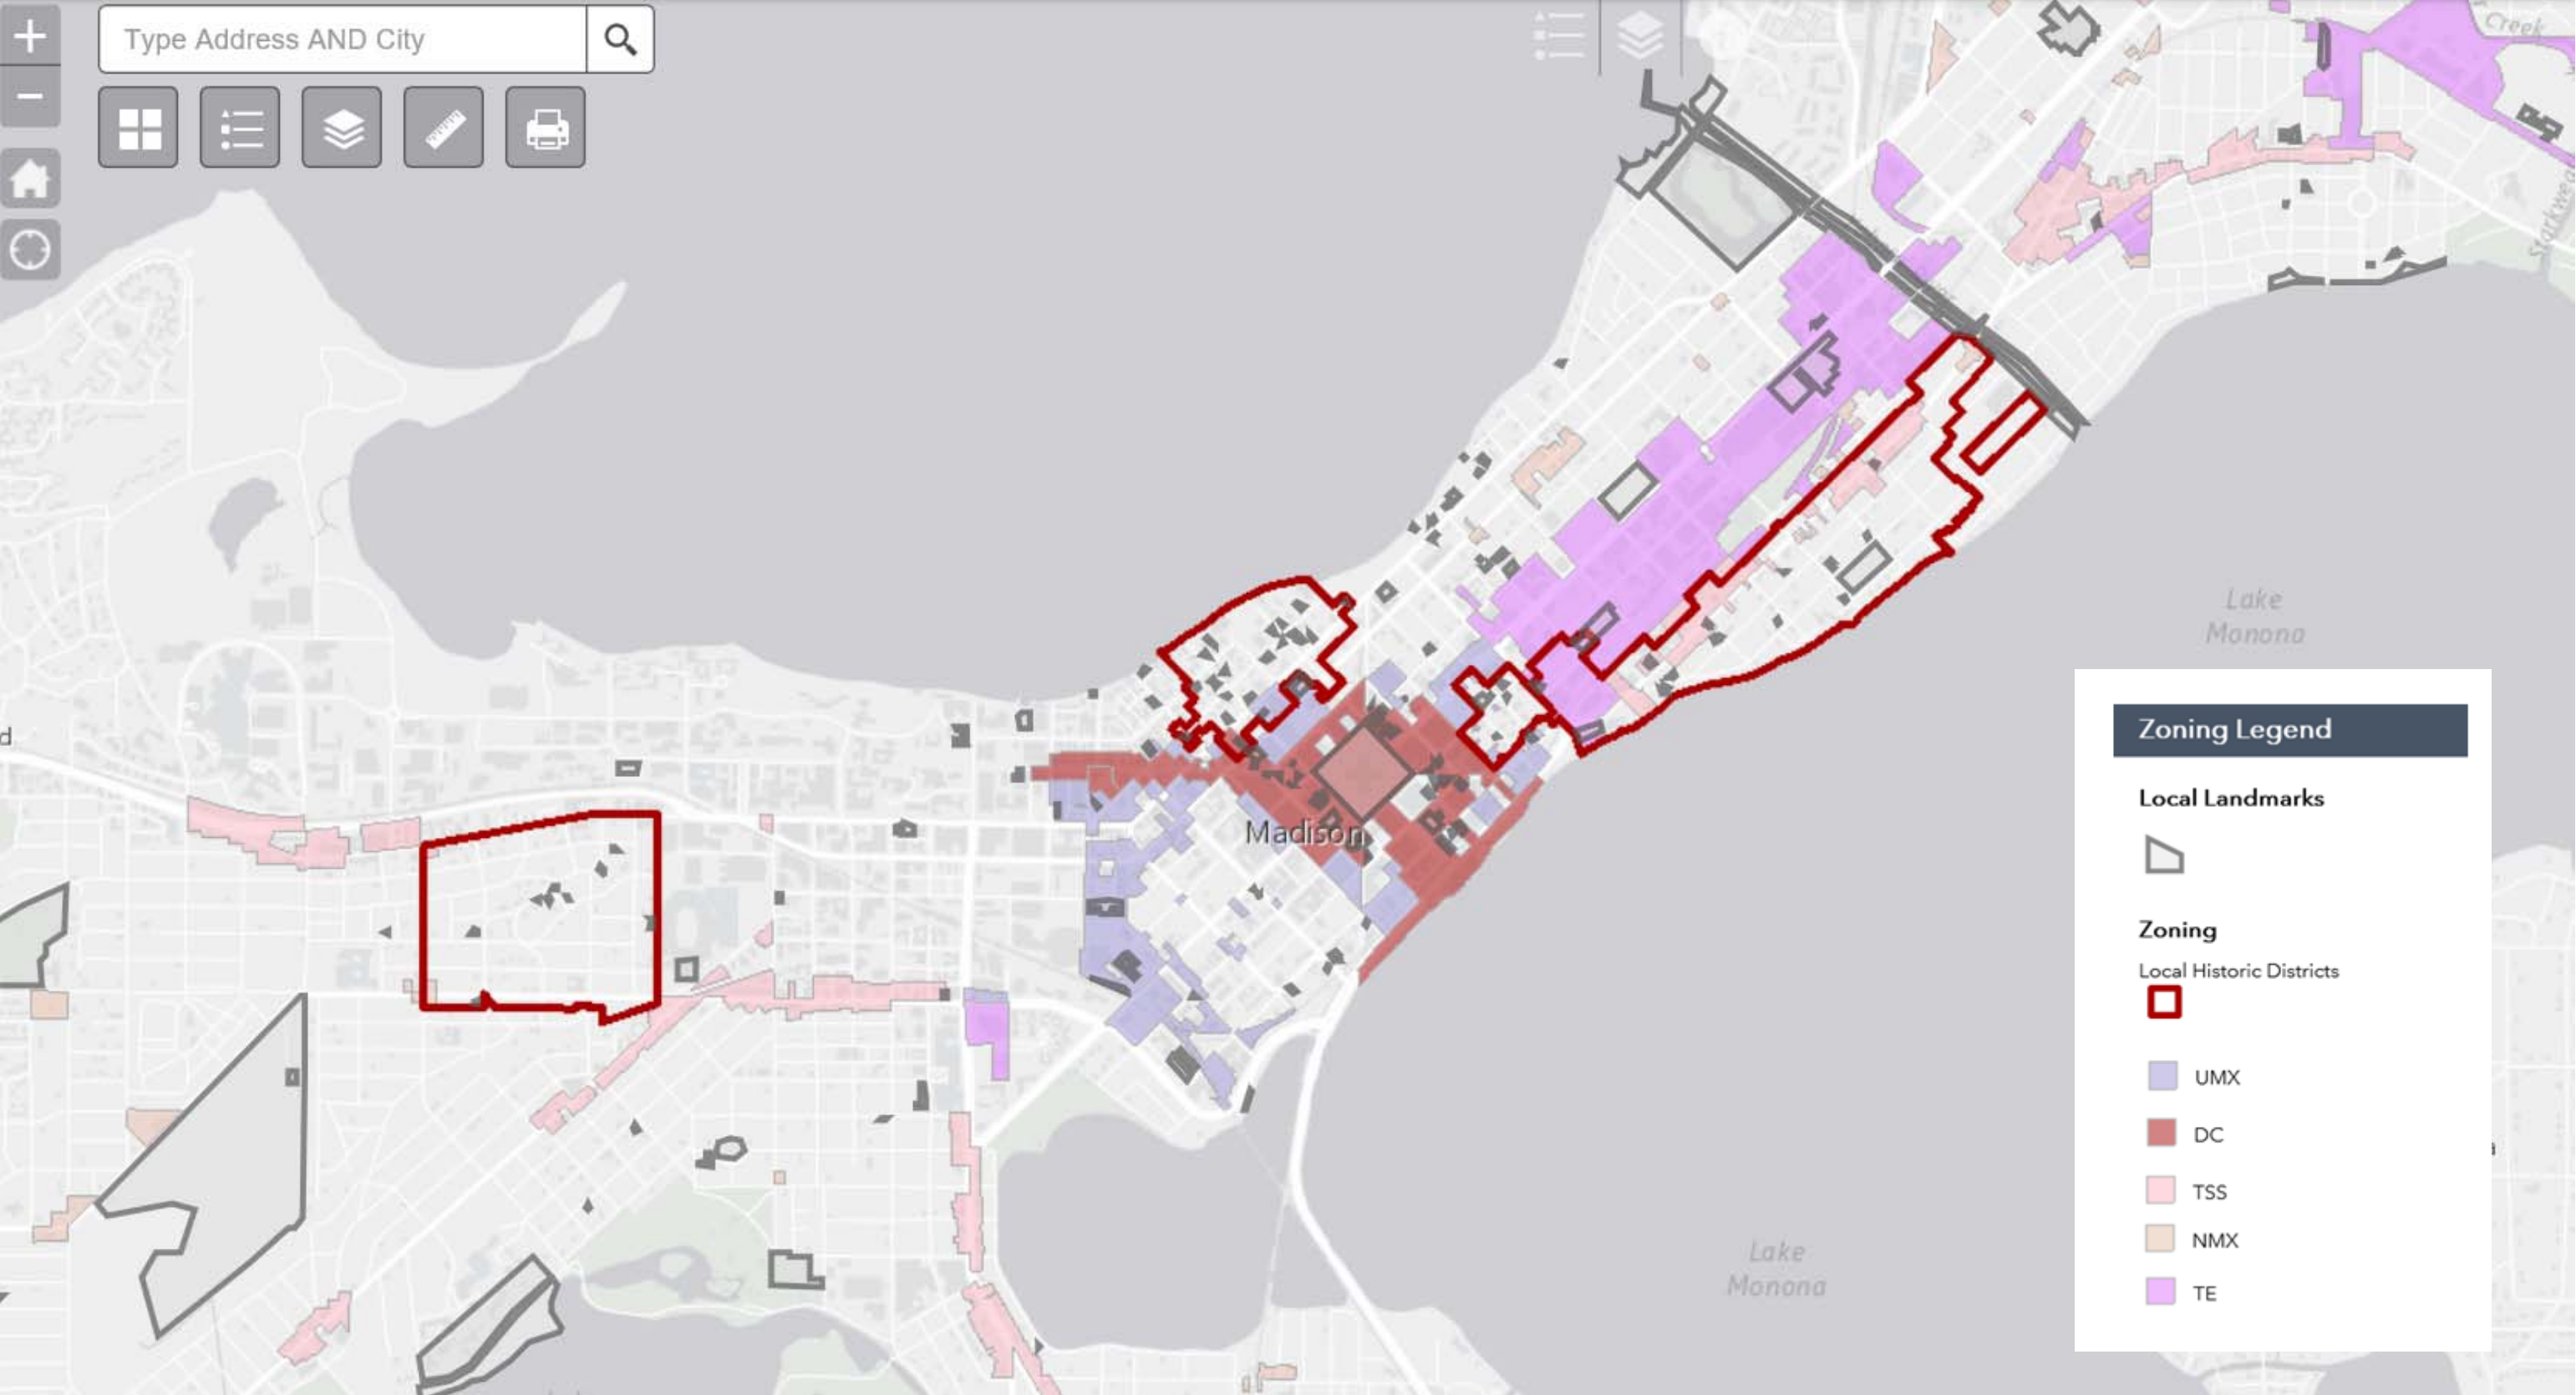 Type Address AND City
Creek
Starkweat
Lake
Monona
d
Madison
Lake
Monona
Zoning Legend
Local Landmarks
Zoning
Local Historic Districts
UMX
DC
TSS
NMX
TE
a